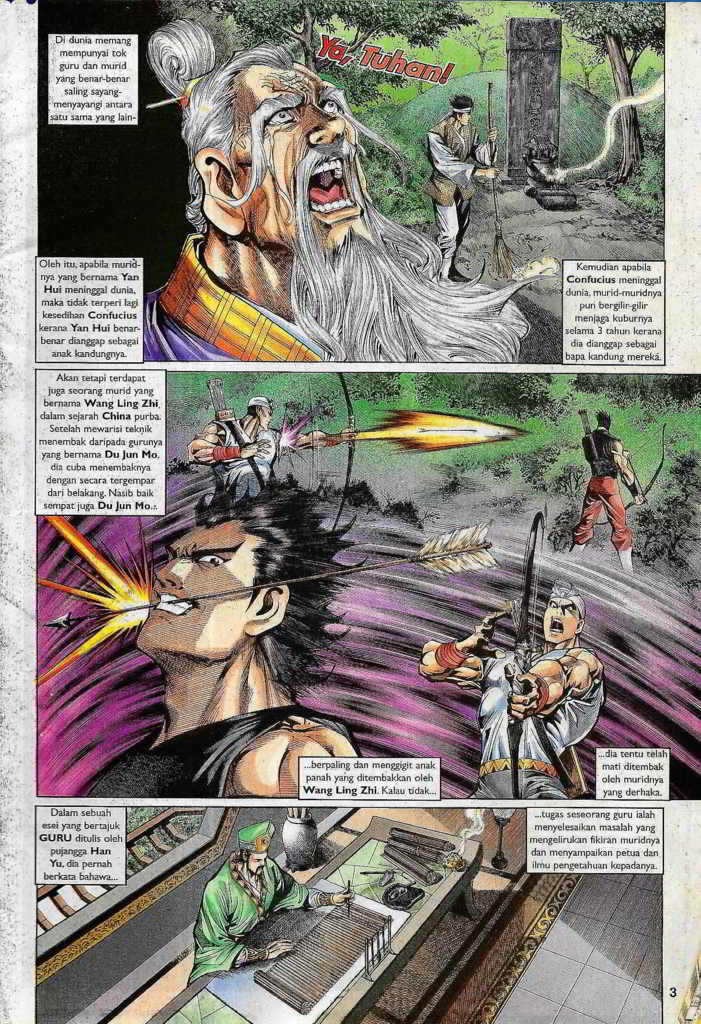 Di dunia memang
mempunyai tok
guru dan murid
yang benar-benar
saling sayang-
menyayangi antara
satu sama yang lain-
Ya, Tuhan!
Oleh itu, apabila murid-
nya yang bernama Yan
Hui meninggal dunia,
maka tidak terperi lagi
kesedihan Confucius
kerana Yan Hui benar-
benar dianggap sebagai
anak kandungnya.
Kemudian apabila
Confucius meninggal
dunia, murid-muridnya
pun bergilir-gilir
menjaga kuburnya
selama 3 tahun kerana
dia dianggap sebagai
bapa kandung mereka.
Akan tetapi terdapat
juga seorang murid yang
bernama Wang Ling Zhi,
dalam sejarah China purba.
Setelah mewarisi teknjik
menembak daripada gurunya
yang bernama Du Jun Mo,
dia cuba menembaknya
dengan secara tergempar
dari belakang. Nasib baik
sempat juga Du Jun Mo...
...berpaling dan menggigit anak
panah yang ditembakkan oleh
Wang Ling Zhi. Kalau tidak...
...dia tentu telah
mati ditembak
oleh muridnya
yang derhaka.
Dalam sebuah
esei yang bertajuk
GURU ditulis oleh
pujangga Han
Yu, dia pernah
berkata bahawa...
...tugas seseorang guru ialah
menyelesaikan masalah yang
mengelirukan fikiran muridnya
dan menyampaikan petua dan
ilmu pengetahuan kepadanya.
3